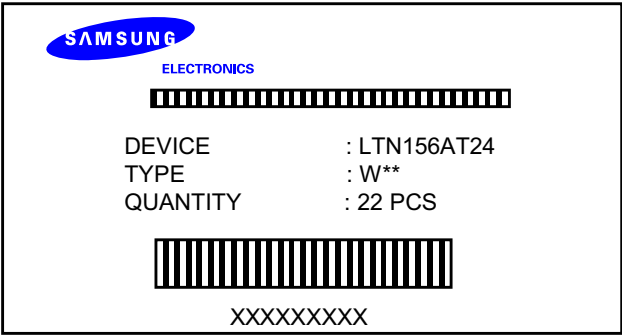 SAMSUNG
ELECTRONICS
DEVICE : LTN156AT24
TYPE : W**
QUANTITY : 22 PCS
XXXXXXXXX